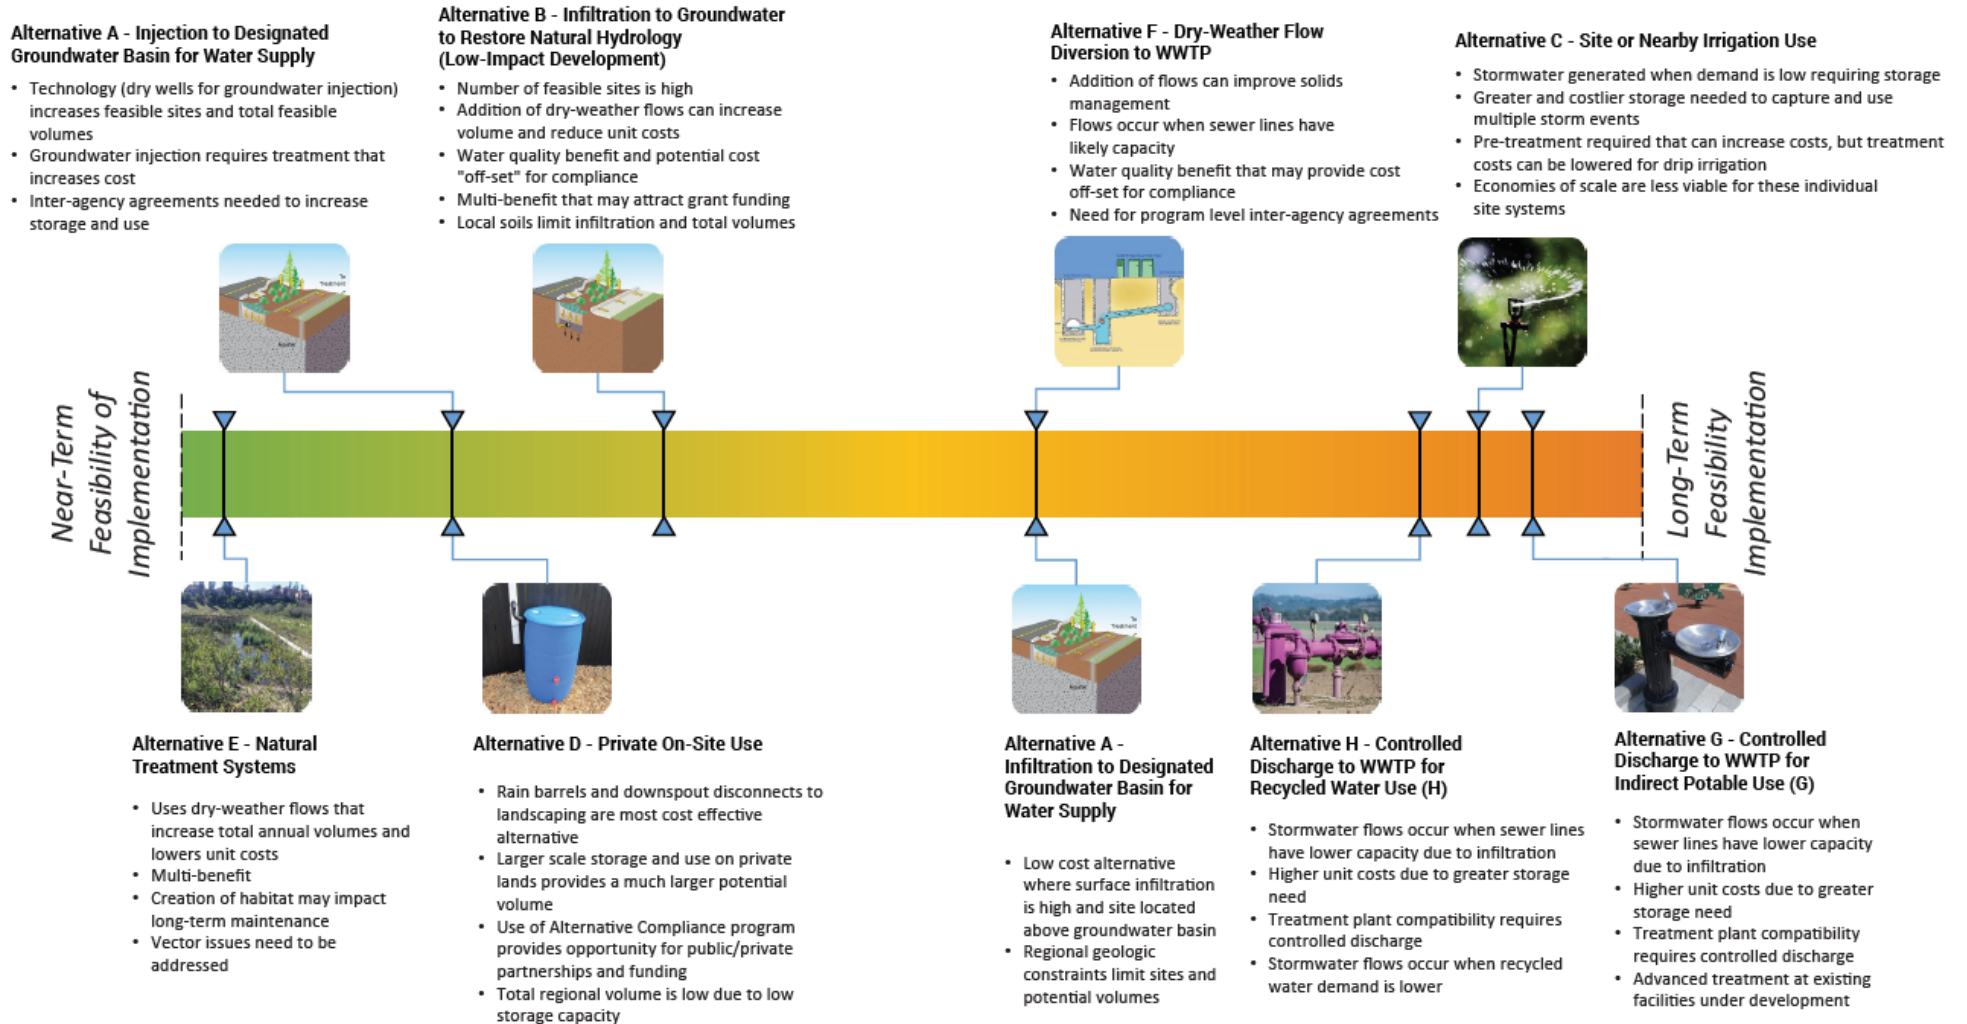 Alternative A - Injection to Designated
Groundwater Basin for Water Supply
• Technology (dry wells for groundwater injection)
increases feasible sites and total feasible
volumes
• Groundwater injection requires treatment that
increases cost
• Inter-agency agreements needed to increase
storage and use
Alternative B - Infiltration to Groundwater
to Restore Natural Hydrology
(Low-Impact Development)
• Number of feasible sites is high
• Addition of dry-weather flows can increase
volume and reduce unit costs
• Water quality benefit and potential cost
"off-set" for compliance
• Multi-benefit that may attract grant funding
• Local soils limit infiltration and total volumes
Alternative F - Dry-Weather Flow
Diversion to WWTP
• Addition of flows can improve solids
management
• Flows occur when sewer lines have
likely capacity
• Water quality benefit that may provide cost
off-set for compliance
• Need for program level inter-agency agreements
Alternative C - Site or Nearby Irrigation Use
• Stormwater generated when demand is low requiring storage
• Greater and costlier storage needed to capture and use
multiple storm events
• Pre-treatment required that can increase costs, but treatment
costs can be lowered for drip irrigation
• Economies of scale are less viable for these individual
site systems
Treatment
Aquifer
Near-Term
Feasibility of
Implementation
Long-Term
Feasibility
Implementation
Treatment
Aquifer
Alternative E - Natural
Treatment Systems
• Uses dry-weather flows that
increase total annual volumes and
lowers unit costs
• Multi-benefit
• Creation of habitat may impact
long-term maintenance
• Vector issues need to be
addressed
Alternative D - Private On-Site Use
• Rain barrels and downspout disconnects to
landscaping are most cost effective
alternative
• Larger scale storage and use on private
lands provides a much larger potential
volume
• Use of Alternative Compliance program
provides opportunity for public/private
partnerships and funding
• Total regional volume is low due to low
storage capacity
Alternative A -
Infiltration to Designated
Groundwater Basin for
Water Supply
• Low cost alternative
where surface infiltration
is high and site located
above groundwater basin
• Regional geologic
constraints limit sites and
potential volumes
Alternative H - Controlled
Discharge to WWTP for
Recycled Water Use (H)
• Stormwater flows occur when sewer lines
have lower capacity due to infiltration
• Higher unit costs due to greater storage
need
• Treatment plant compatibility requires
controlled discharge
• Stormwater flows occur when recycled
water demand is lower
Alternative G - Controlled
Discharge to WWTP for
Indirect Potable Use (G)
• Stormwater flows occur when
sewer lines have lower capacity
due to infiltration
• Higher unit costs due to greater
storage need
• Treatment plant compatibility
requires controlled discharge
• Advanced treatment at existing
facilities under development